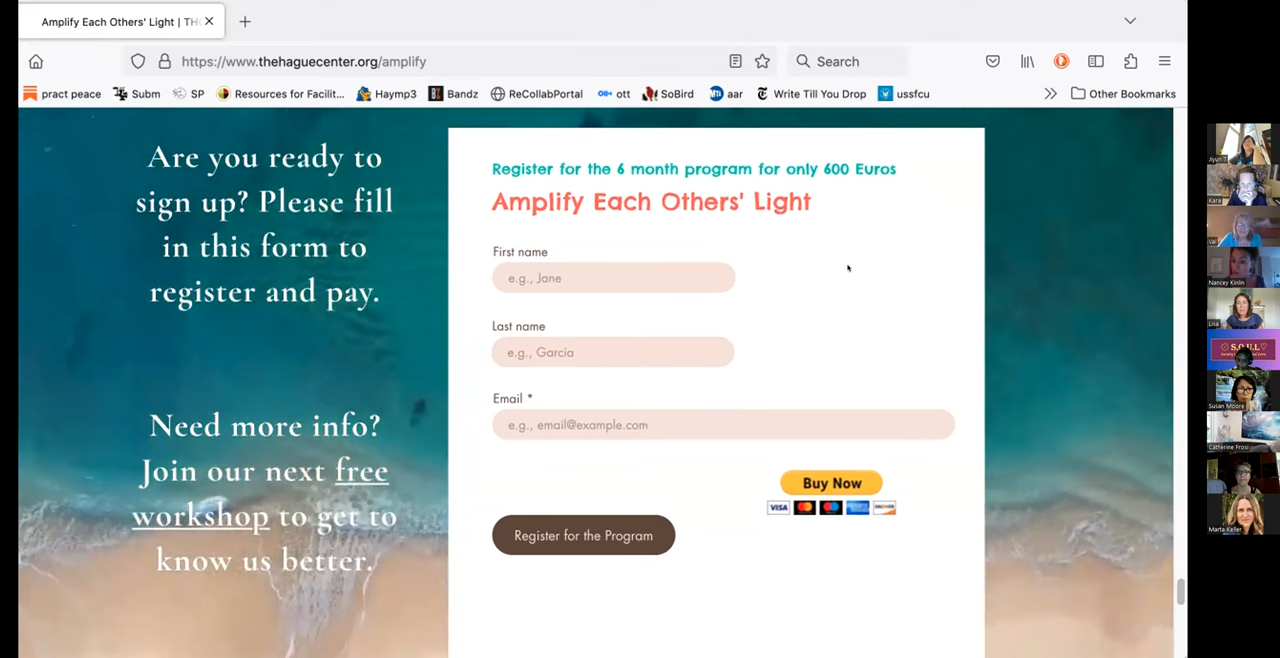 Amplify Each Others' Light | TH
https://www.thehaguecenter.org/amplify
Search
pract peace
Subm
SP
Resources for Facilit...
Haymp3
Bandz
ReCollabPortal
ott
SoBird
aar
Write Till You Drop
ussfcu
Other Bookmarks
Are you ready to
sign up? Please fill
in this form to
register and pay.
Need more info?
Join our next free
workshop to get to
know us better.
Register for the 6 month program for only 600 Euros
Amplify Each Others' Light
First name
e.g., Jane
Last name
e.g., Garcia
Email *
e.g., email@example.com
Buy Now
VISA
Register for the Program
Kara
Val
Nancey Kinlin
Lisa
S.O.U.L
Susan Moore
Catherine Frosi
Marta Keller